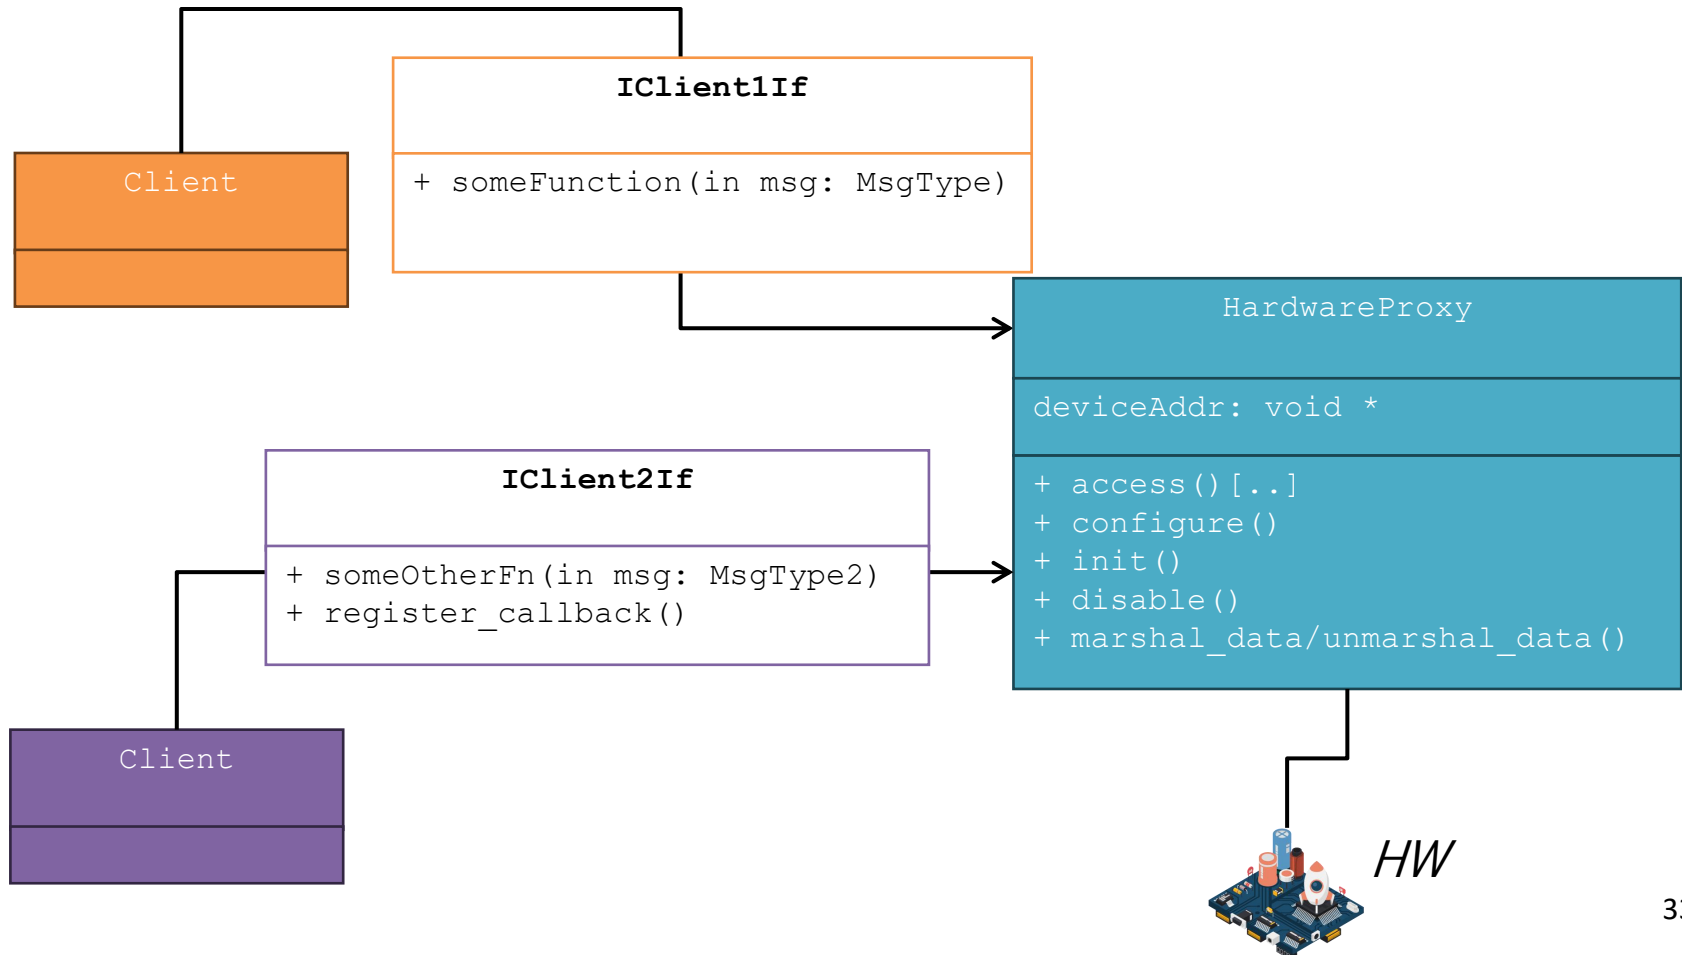 IClient1If
Client
+ someFunction(in msg: MsgType)
HardwareProxy
deviceAddr: void *
+ access()[..]
+ configure()
+ init()
+ disable()
+ marshal_data/unmarshal_data()
IClient2If
+ someOtherFn(in msg: MsgType2)
+ register_callback()
Client
HW